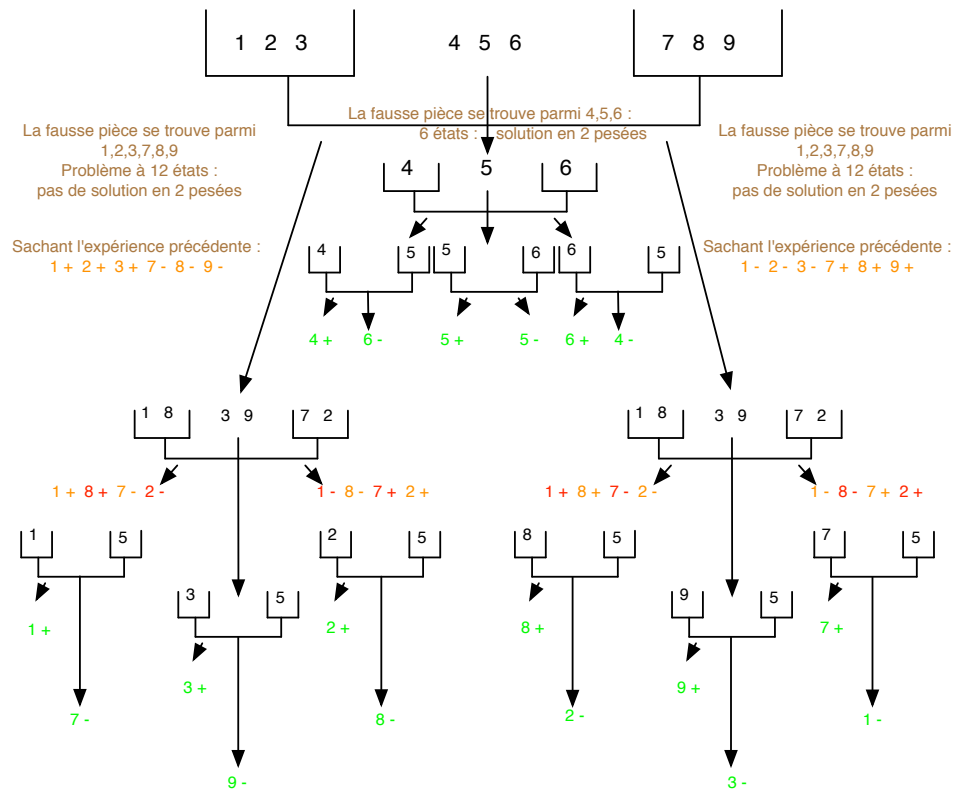 1 2 3
4 5 6
7 8 9
La fausse pièce se trouve parmi 4,5,6 :
6 états : solution en 2 pesées
La fausse pièce se trouve parmi
1,2,3,7,8,9
Problème à 12 états :
pas de solution en 2 pesées
La fausse pièce se trouve parmi
1,2,3,7,8,9
Problème à 12 états :
pas de solution en 2 pesées
4
5
6
Sachant l'expérience précédente :
1 + 2 + 3 + 7 - 8 - 9 -
Sachant l'expérience précédente :
1 - 2 - 3 - 7 + 8 + 9 +
4
5
5
6
6
5
4 +
6 -
5 +
5 -
6 +
4 -
1 8
3 9
7 2
1 8
3 9
7 2
1 + 8 + 7 - 2 -
1 - 8 - 7 + 2 +
1 + 8 + 7 - 2 -
1 - 8 - 7 + 2 +
1
5
2
5
8
5
7
5
3
5
9
5
1 +
2 +
8 +
7 +
3 +
9 +
7 -
8 -
2 -
1 -
9 -
3 -